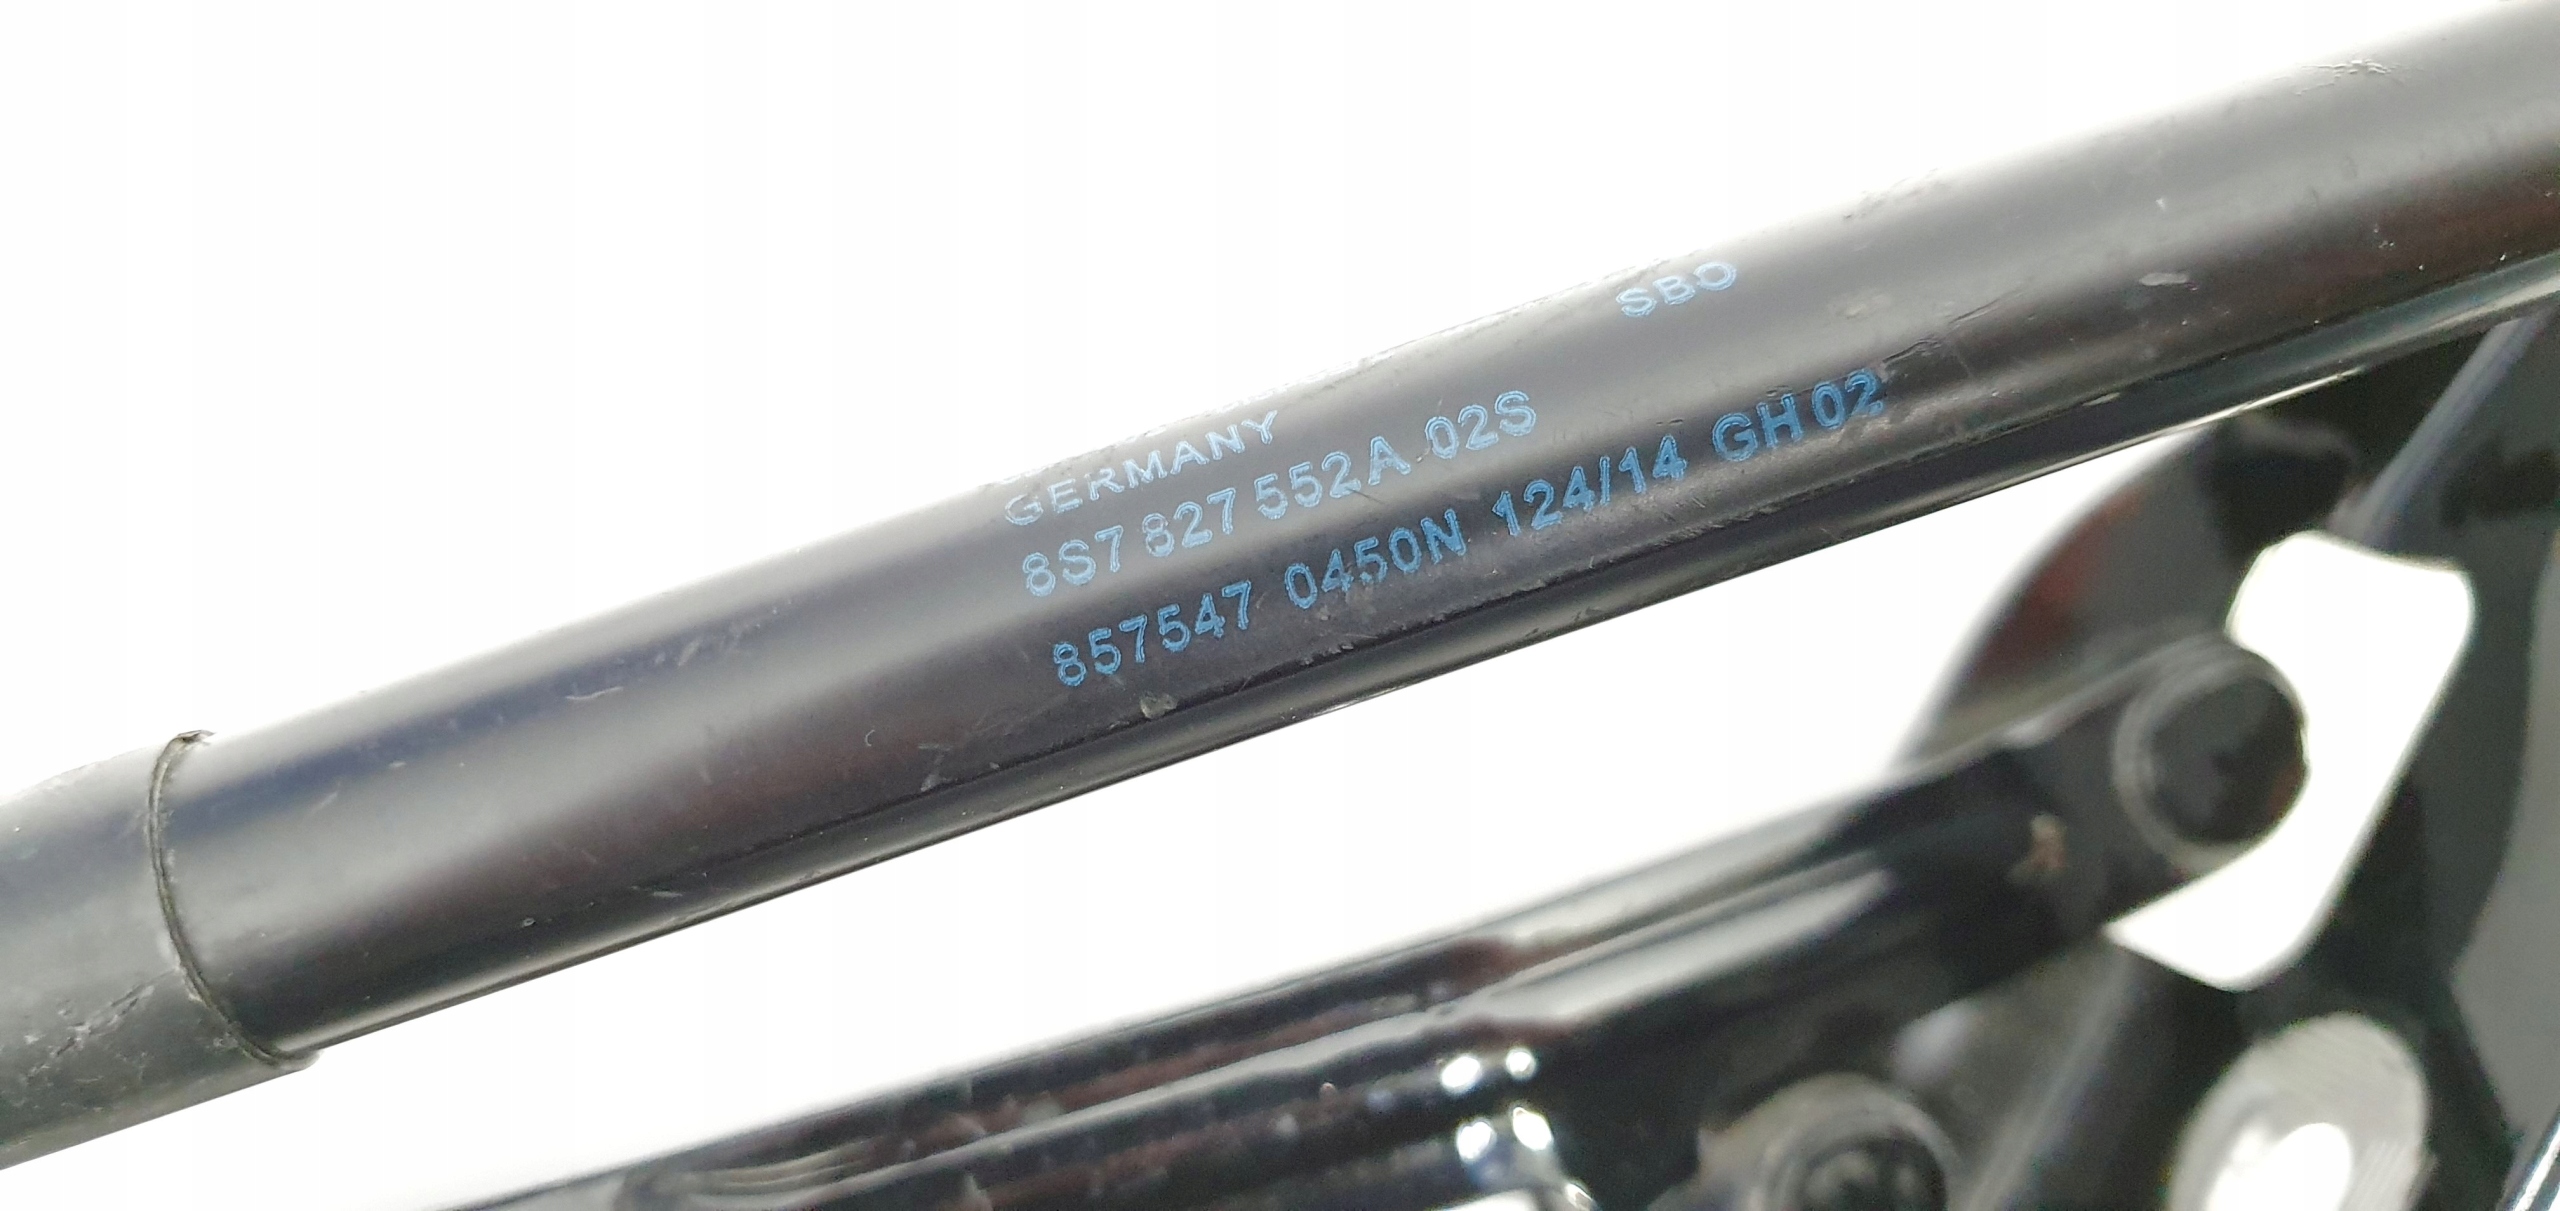 SBO
GERMANY
8S7 827 552A 02S
857547 0450N 124/14 GH02